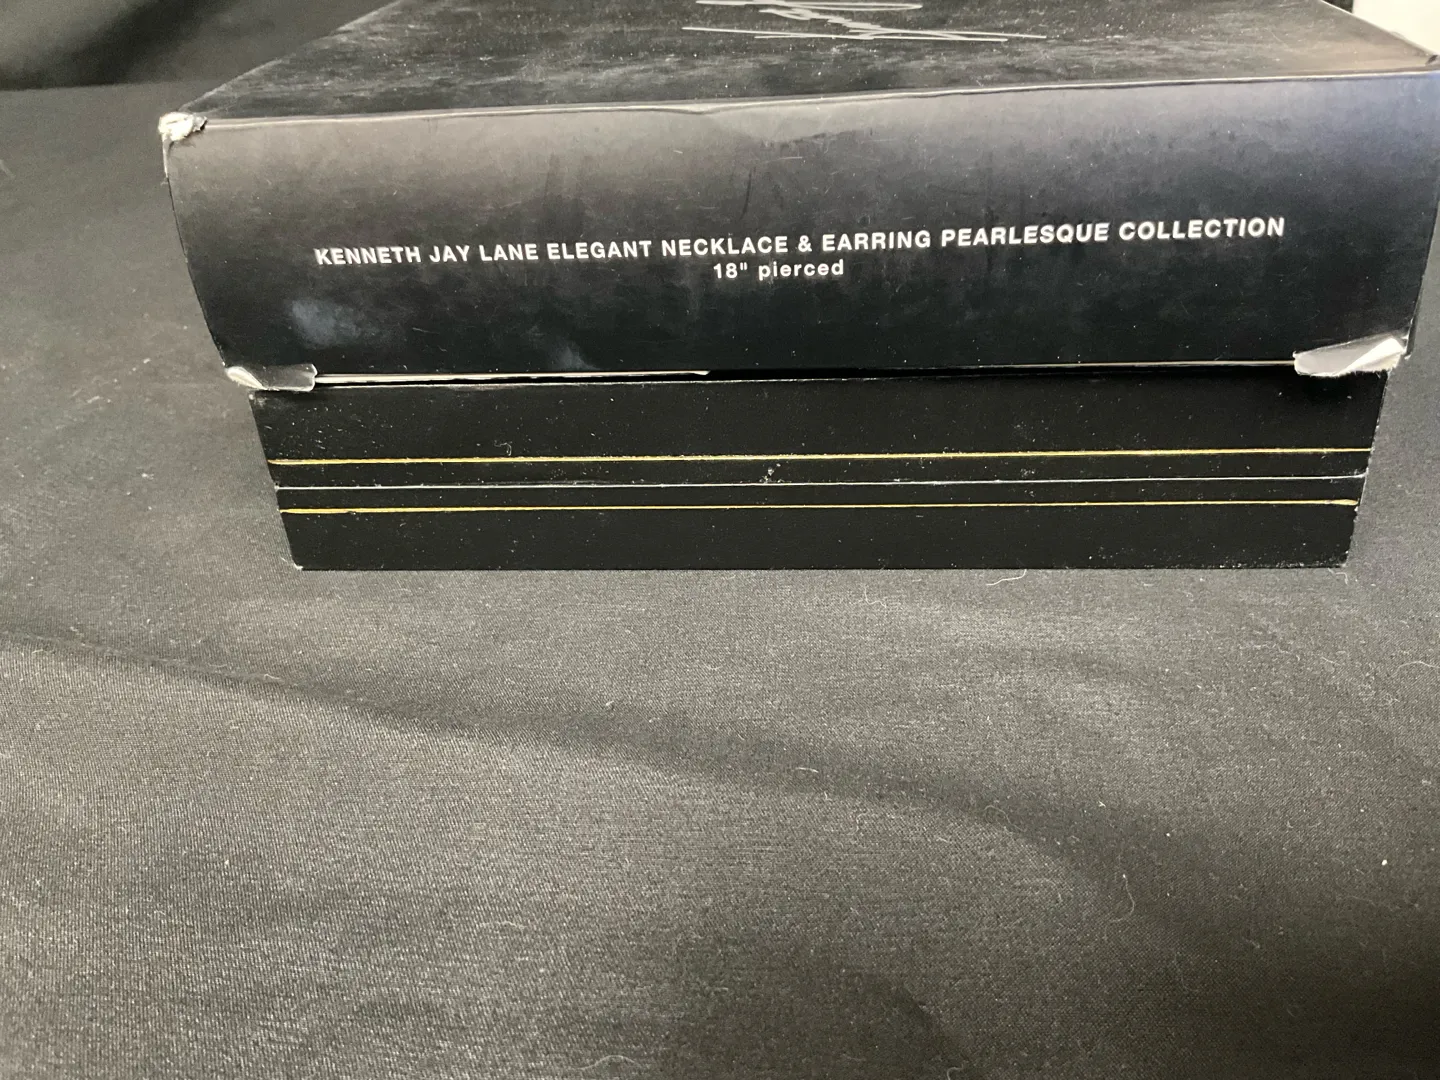 KENNETH JAY LANE ELEGANT NECKLACE & EARRING PEARLESQUE COLLECTION
18" pierced